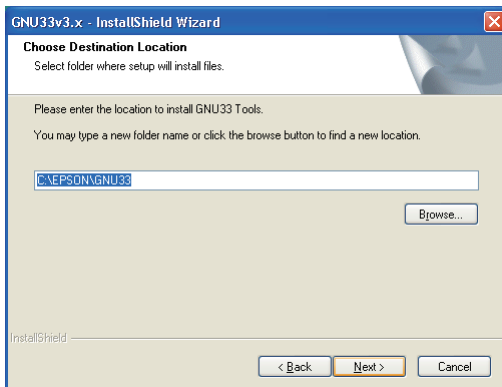 GNU33v3.x - InstallShield Wizard
Choose Destination Location
Select folder where setup will install files.
Please enter the location to install GNU33 Tools.
You may type a new folder name or click the browse button to find a new location.
C:\EPSON\GNU33
Browse...
InstallShield
< Back
Next >
Cancel